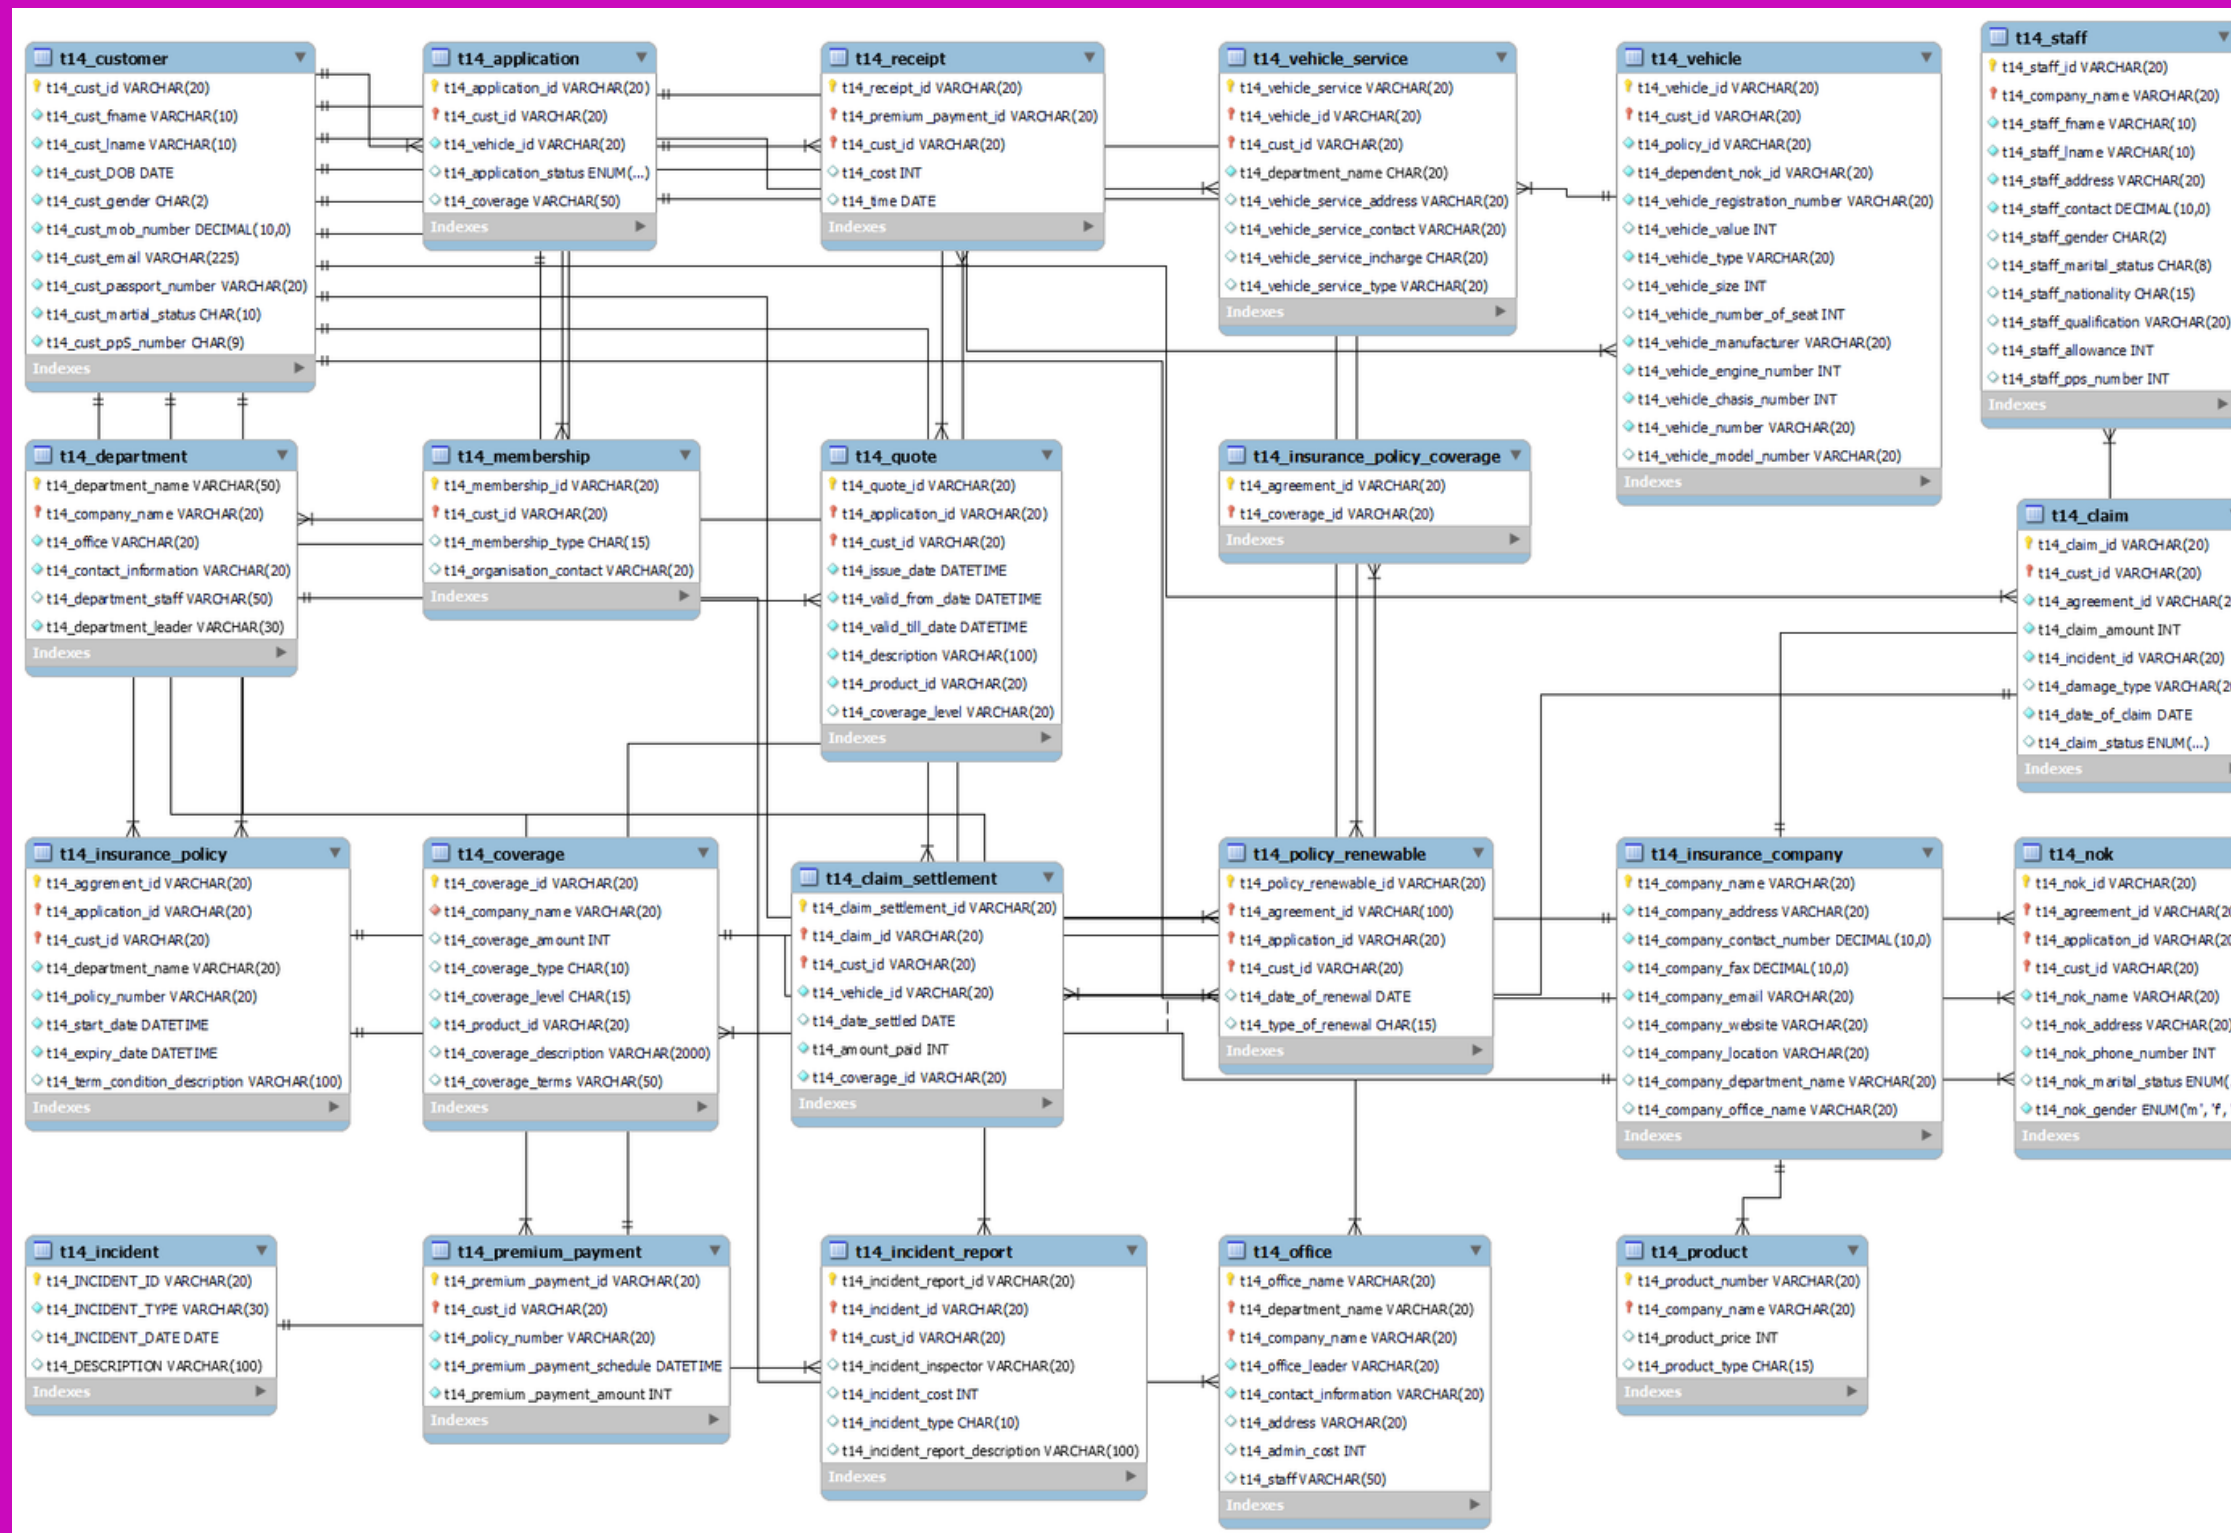 t14_customer
t14_cust_id VARCHAR(20)
t14_cust_fname VARCHAR(10)
t14_cust_lname VARCHAR(10)
t14_cust_DOB DATE
t14_cust_gender CHAR(2)
t14_cust_mob_number DECIMAL(10,0)
t14_cust_email VARCHAR(225)
t14_cust_passport_number VARCHAR(20)
t14_cust_martial_status CHAR(10)
t14_cust_ppS_number CHAR(9)
Indexes
t14_application
t14_application_id VARCHAR(20)
t14_cust_id VARCHAR(20)
t14_vehicle_id VARCHAR(20)
t14_application_status ENUM(...)
t14_coverage VARCHAR(50)
Indexes
t14_receipt
t14_receipt_id VARCHAR(20)
t14_premium_payment_id VARCHAR(20)
t14_cust_id VARCHAR(20)
t14_cost INT
t14_time DATE
Indexes
t14_vehicle_service
t14_vehicle_service VARCHAR(20)
t14_vehicle_id VARCHAR(20)
t14_cust_id VARCHAR(20)
t14_department_name CHAR(20)
t14_vehicle_service_address VARCHAR(20)
t14_vehicle_service_contact VARCHAR(20)
t14_vehicle_service_incharge CHAR(20)
t14_vehicle_service_type VARCHAR(20)
Indexes
t14_vehicle
t14_vehicle_id VARCHAR(20)
t14_cust_id VARCHAR(20)
t14_policy_id VARCHAR(20)
t14_dependent_nok_id VARCHAR(20)
t14_vehicle_registration_number VARCHAR(20)
t14_vehicle_value INT
t14_vehicle_type VARCHAR(20)
t14_vehicle_size INT
t14_vehicle_number_of_seat INT
t14_vehicle_manufacturer VARCHAR(20)
t14_vehicle_engine_number INT
t14_vehicle_chasis_number INT
t14_vehicle_number VARCHAR(20)
t14_vehicle_model_number VARCHAR(20)
Indexes
t14_staff
t14_staff_id VARCHAR(20)
t14_company_name VARCHAR(20)
t14_staff_fname VARCHAR(10)
t14_staff_lname VARCHAR(10)
t14_staff_address VARCHAR(20)
t14_staff_contact DECIMAL(10,0)
t14_staff_gender CHAR(2)
t14_staff_marital_status CHAR(8)
t14_staff_nationality CHAR(15)
t14_staff_qualification VARCHAR(20)
t14_staff_allowance INT
t14_staff_pps_number INT
Indexes
t14_department
t14_department_name VARCHAR(50)
t14_company_name VARCHAR(20)
t14_office VARCHAR(20)
t14_contact_information VARCHAR(20)
t14_department_staff VARCHAR(50)
t14_department_leader VARCHAR(30)
Indexes
t14_membership
t14_membership_id VARCHAR(20)
t14_cust_id VARCHAR(20)
t14_membership_type CHAR(15)
t14_organisation_contact VARCHAR(20)
Indexes
t14_quote
t14_quote_id VARCHAR(20)
t14_application_id VARCHAR(20)
t14_cust_id VARCHAR(20)
t14_issue_date DATETIME
t14_valid_from_date DATETIME
t14_valid_till_date DATETIME
t14_description VARCHAR(100)
t14_product_id VARCHAR(20)
t14_coverage_level VARCHAR(20)
Indexes
t14_insurance_policy_coverage
t14_agreement_id VARCHAR(20)
t14_coverage_id VARCHAR(20)
Indexes
t14_claim
t14_claim_id VARCHAR(20)
t14_cust_id VARCHAR(20)
t14_agreement_id VARCHAR(2
t14_claim_amount INT
t14_incident_id VARCHAR(20)
t14_damage_type VARCHAR(2
t14_date_of_claim DATE
t14_claim_status ENUM(...)
Indexes
t14_insurance_policy
t14_aggrement_id VARCHAR(20)
t14_application_id VARCHAR(20)
t14_cust_id VARCHAR(20)
t14_department_name VARCHAR(20)
t14_policy_number VARCHAR(20)
t14_start_date DATETIME
t14_expiry_date DATETIME
t14_term_condition_description VARCHAR(100)
Indexes
t14_coverage
t14_coverage_id VARCHAR(20)
t14_company_name VARCHAR(20)
t14_coverage_amount INT
t14_coverage_type CHAR(10)
t14_coverage_level CHAR(15)
t14_product_id VARCHAR(20)
t14_coverage_description VARCHAR(2000)
t14_coverage_terms VARCHAR(50)
Indexes
t14_claim_settlement
t14_claim_settlement_id VARCHAR(20)
t14_claim_id VARCHAR(20)
t14_cust_id VARCHAR(20)
t14_vehicle_id VARCHAR(20)
t14_date_settled DATE
t14_amount_paid INT
t14_coverage_id VARCHAR(20)
Indexes
t14_policy_renewable
t14_policy_renewable_id VARCHAR(20)
t14_agreement_id VARCHAR(100)
t14_application_id VARCHAR(20)
t14_cust_id VARCHAR(20)
t14_date_of_renewal DATE
t14_type_of_renewal CHAR(15)
Indexes
t14_insurance_company
t14_company_name VARCHAR(20)
t14_company_address VARCHAR(20)
t14_company_contact_number DECIMAL(10,0)
t14_company_fax DECIMAL(10,0)
t14_company_email VARCHAR(20)
t14_company_website VARCHAR(20)
t14_company_location VARCHAR(20)
t14_company_department_name VARCHAR(20)
t14_company_office_name VARCHAR(20)
Indexes
t14_nok
t14_nok_id VARCHAR(20)
t14_agreement_id VARCHAR(20
t14_application_id VARCHAR(20
t14_cust_id VARCHAR(20)
t14_nok_name VARCHAR(20)
t14_nok_address VARCHAR(20)
t14_nok_phone_number INT
t14_nok_marital_status ENUM(
t14_nok_gender ENUM('m', 'f',
Indexes
t14_incident
t14_INCIDENT_ID VARCHAR(20)
t14_INCIDENT_TYPE VARCHAR(30)
t14_INCIDENT_DATE DATE
t14_DESCRIPTION VARCHAR(100)
Indexes
t14_premium_payment
t14_premium_payment_id VARCHAR(20)
t14_cust_id VARCHAR(20)
t14_policy_number VARCHAR(20)
t14_premium_payment_schedule DATETIME
t14_premium_payment_amount INT
Indexes
t14_incident_report
t14_incident_report_id VARCHAR(20)
t14_incident_id VARCHAR(20)
t14_cust_id VARCHAR(20)
t14_incident_inspector VARCHAR(20)
t14_incident_cost INT
t14_incident_type CHAR(10)
t14_incident_report_description VARCHAR(100)
Indexes
t14_office
t14_office_name VARCHAR(20)
t14_department_name VARCHAR(20)
t14_company_name VARCHAR(20)
t14_office_leader VARCHAR(20)
t14_contact_information VARCHAR(20)
t14_address VARCHAR(20)
t14_admin_cost INT
t14_staff VARCHAR(50)
Indexes
t14_product
t14_product_number VARCHAR(20)
t14_company_name VARCHAR(20)
t14_product_price INT
t14_product_type CHAR(15)
Indexes